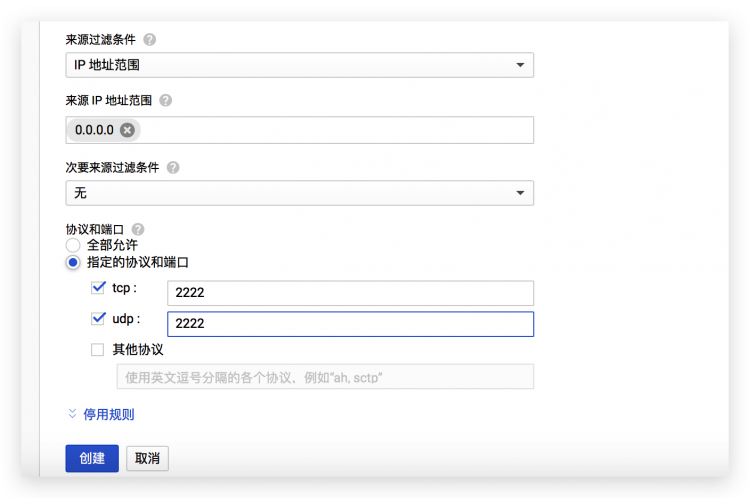 来源过滤条件
IP 地址范围
来源 IP 地址范围
0.0.0.0
次要来源过滤条件
无
协议和端口
全部允许
指定的协议和端口
tcp : 2222
udp : 2222
其他协议
使用英文逗号分隔的各个协议，例如“ah, sctp”
停用规则
创建 取消